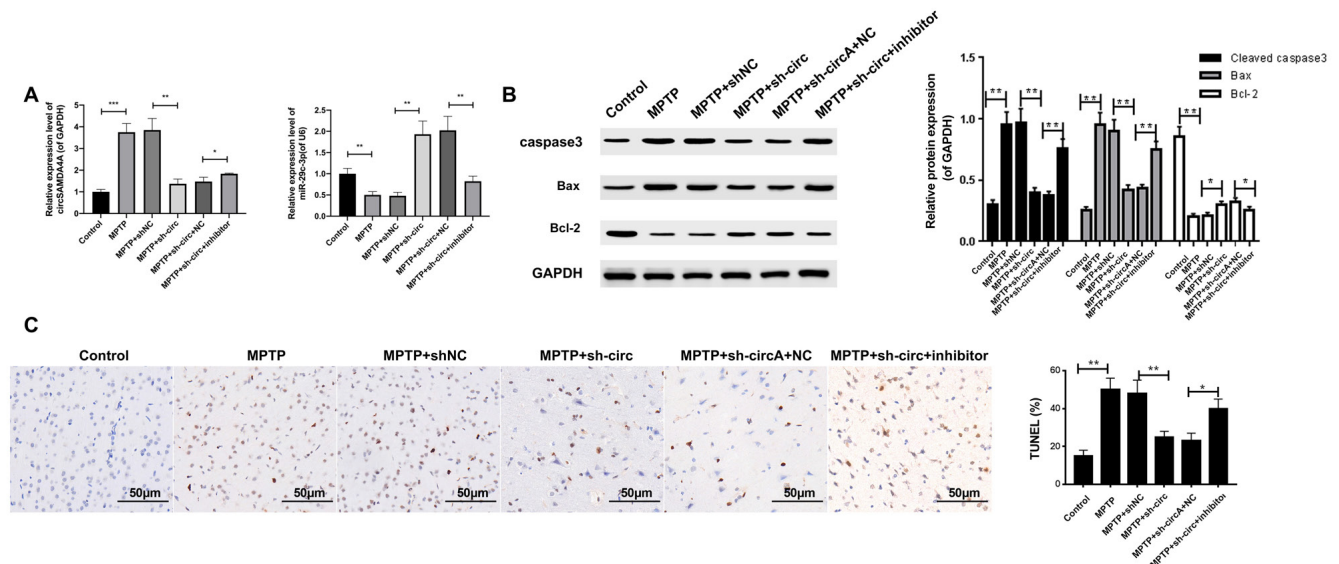 A
Relative expression level of
circSAMDA4A (of GAPDH)
5
4
3
2
1
0
***
**
*
Control
MPTP
MPTP+shNC
MPTP+sh-circ
MPTP+sh-circ+NC
MPTP+sh-circ+inhibitor
Relative expression level of
miR-29c-3p(of U6)
2.5
2.0
1.5
1.0
0.5
0.0
**
**
**
Control
MPTP
MPTP+shNC
MPTP+sh-circ
MPTP+sh-circ+NC
MPTP+sh-circ+inhibitor
B
Control
MPTP
MPTP+shNC
MPTP+sh-circ
MPTP+sh-circA+NC
MPTP+sh-circ+inhibitor
caspase3
Bax
Bcl-2
GAPDH
Relative protein expression
(of GAPDH)
1.5
1.0
0.5
0.0
Cleaved caspase3
Bax
Bcl-2
**
**
**
**
**
**
**
*
*
Control
MPTP
MPTP+shNC
MPTP+sh-circ
MPTP+sh-circA+NC
MPTP+sh-circ+inhibitor
Control
MPTP
MPTP+shNC
MPTP+sh-circ
MPTP+sh-circA+NC
MPTP+sh-circ+inhibitor
Control
MPTP
MPTP+shNC
MPTP+sh-circ
MPTP+sh-circA+NC
MPTP+sh-circ+inhibitor
C
Control
MPTP
MPTP+shNC
MPTP+sh-circ
MPTP+sh-circA+NC
MPTP+sh-circ+inhibitor
50μm
50μm
50μm
50μm
50μm
50μm
TUNEL (%)
60
40
20
0
**
**
*
Control
MPTP
MPTP+shNC
MPTP+sh-circ
MPTP+sh-circA+NC
MPTP+sh-circ+inhibitor